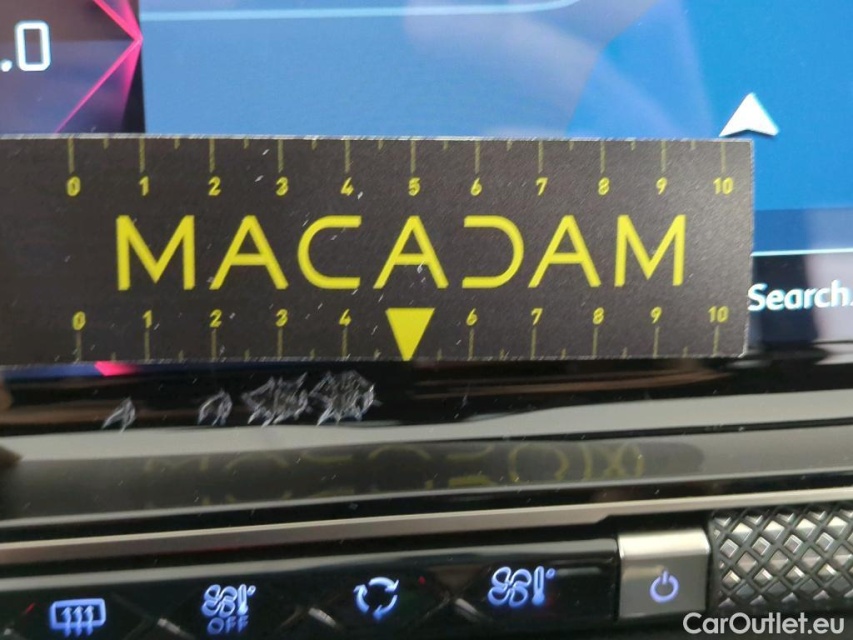 .0
0 1 2 3 4 5 6 7 8 9 10
MACADAM
0 1 2 3 4 6 7 8 9 10
Search.
OFF
CarOutlet.eu